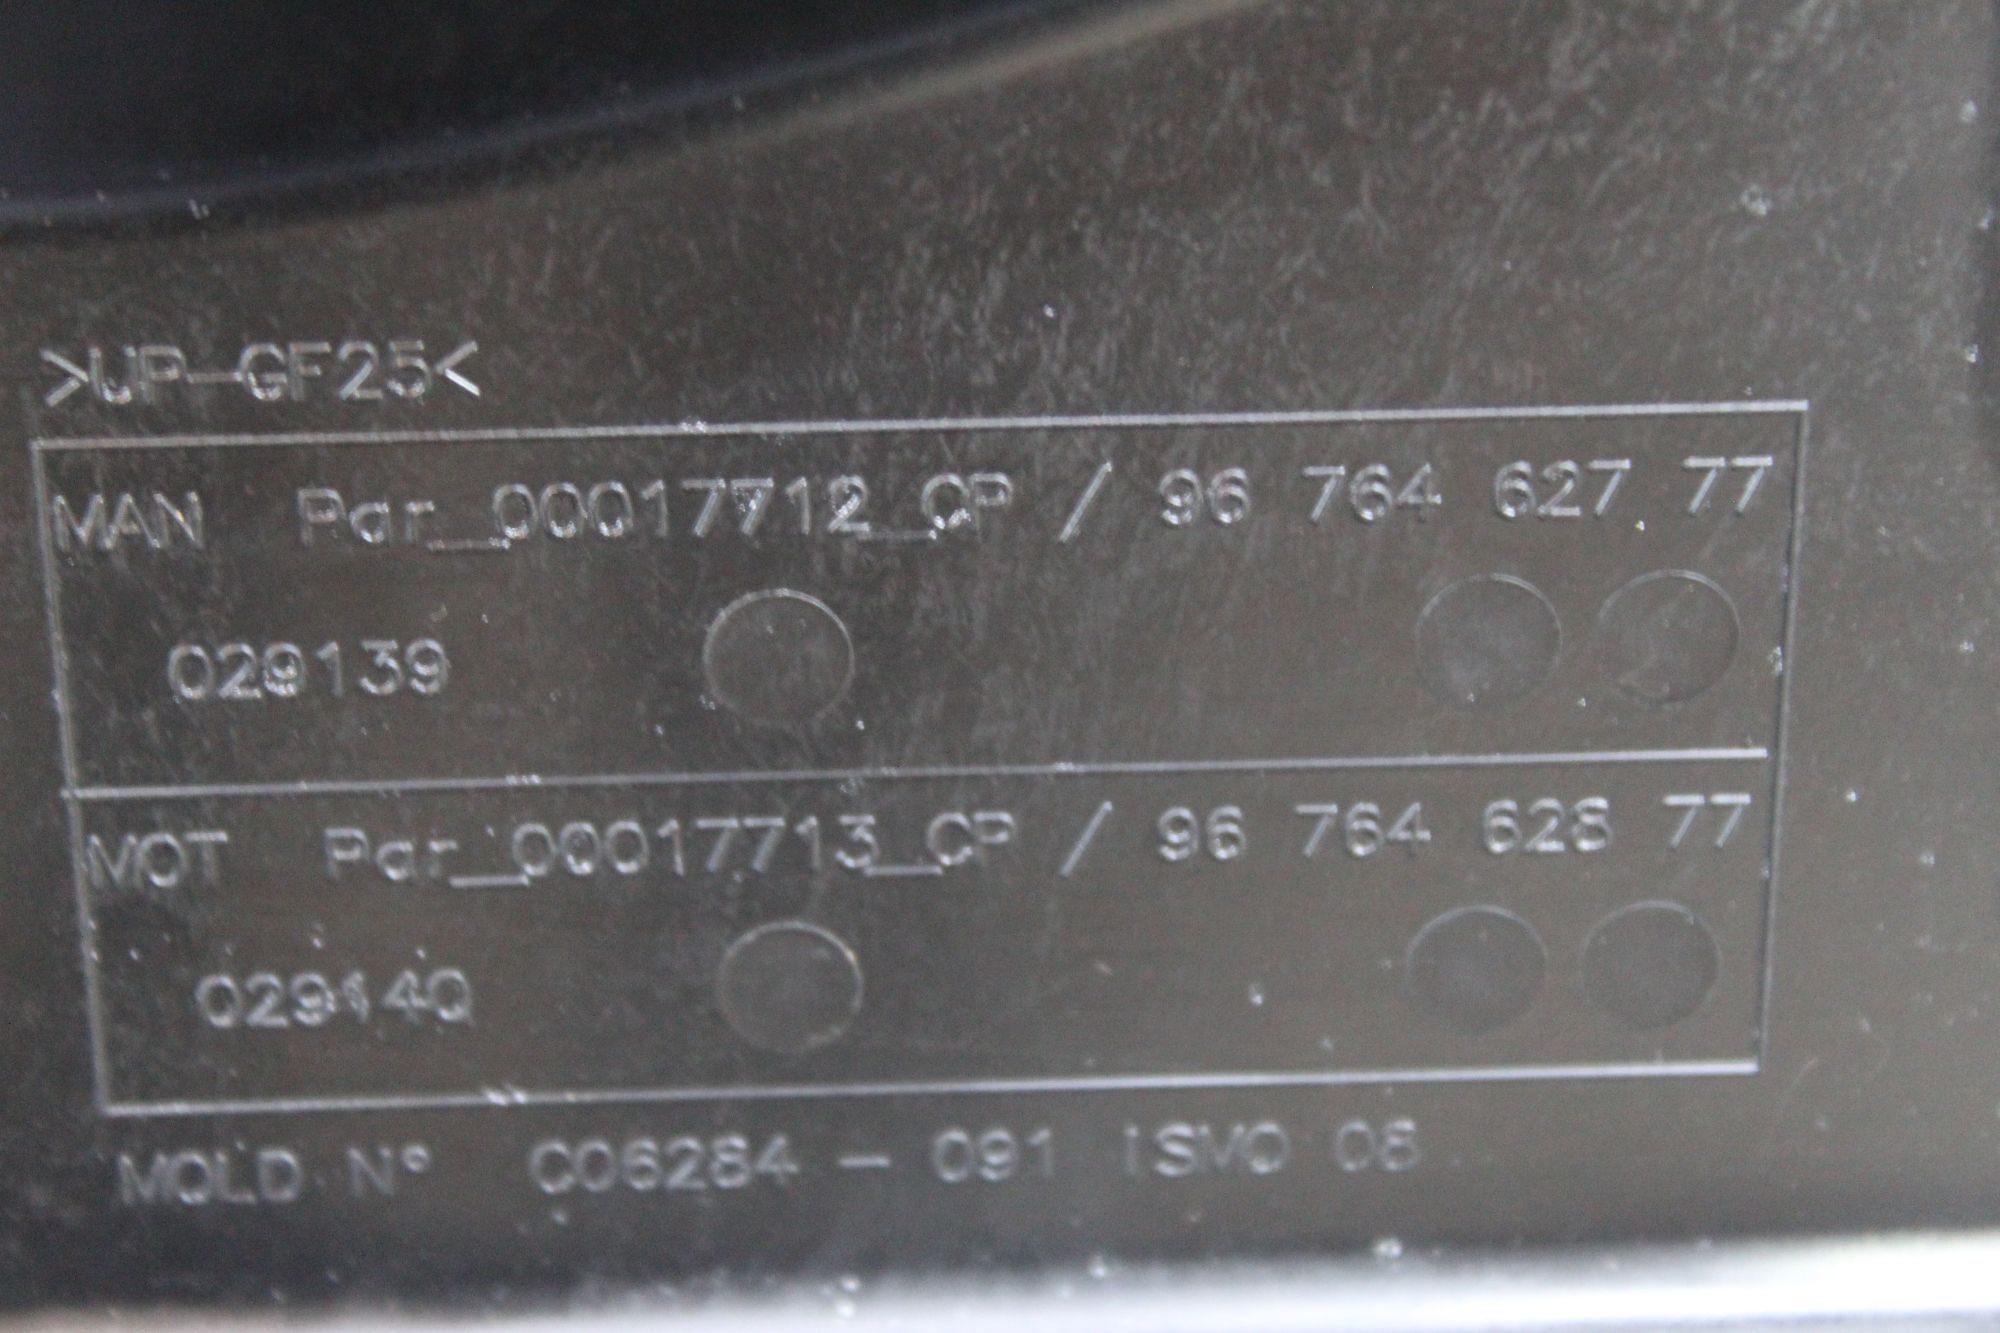 >UP-GF25<
MAN Par_00017712_CP / 96 764 627 77
029139
MOT Par_00017713_CP / 96 764 628 77
029140
MOLD N° C06284 - 091 ISMO 08